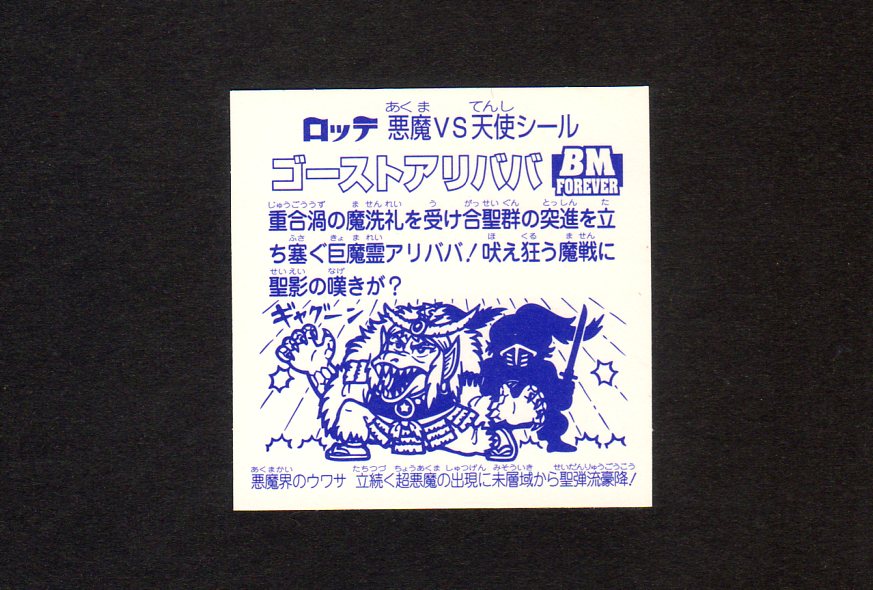 ロッテ 悪魔VS天使シール
ゴーストアリババ BM FOREVER
重合渦の魔洗礼を受け合聖群の突進を立
ち塞ぐ巨魔霊アリババ!吠え狂う魔戦に
聖影の嘆きが?
ギャグーン
悪魔界のウワサ 立続く超悪魔の出現に未層域から聖弾流豪降!